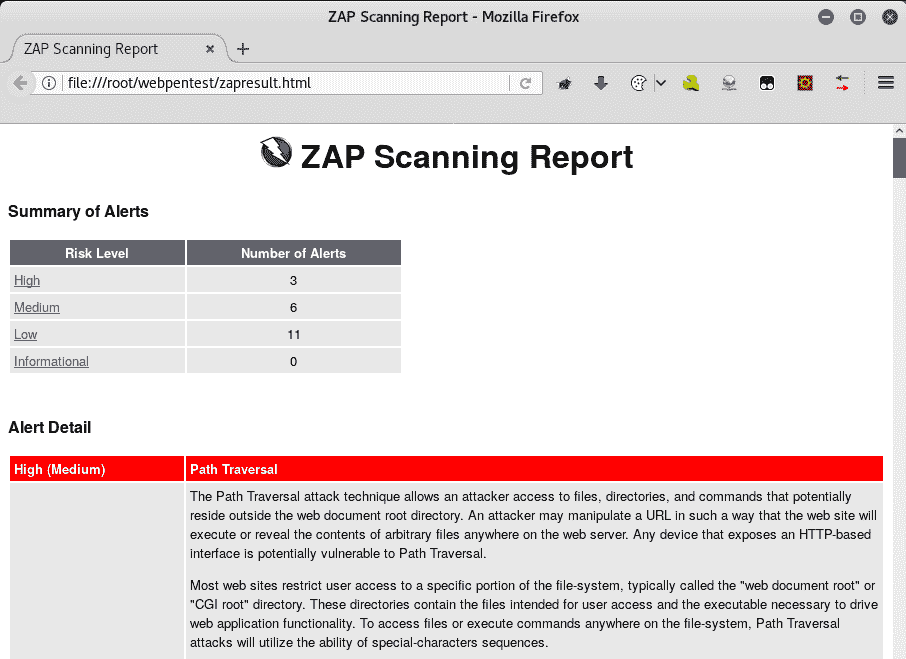 ZAP Scanning Report - Mozilla Firefox
ZAP Scanning Report
file:///root/webpentest/zapresult.html
ZAP Scanning Report
Summary of Alerts
Risk Level Number of Alerts
High 3
Medium 6
Low 11
Informational 0
Alert Detail
High (Medium) Path Traversal
The Path Traversal attack technique allows an attacker access to files, directories, and commands that potentially
reside outside the web document root directory. An attacker may manipulate a URL in such a way that the web site will
execute or reveal the contents of arbitrary files anywhere on the web server. Any device that exposes an HTTP-based
interface is potentially vulnerable to Path Traversal.
Most web sites restrict user access to a specific portion of the file-system, typically called the "web document root" or
"CGI root" directory. These directories contain the files intended for user access and the executable necessary to drive
web application functionality. To access files or execute commands anywhere on the file-system, Path Traversal
attacks will utilize the ability of special-characters sequences.